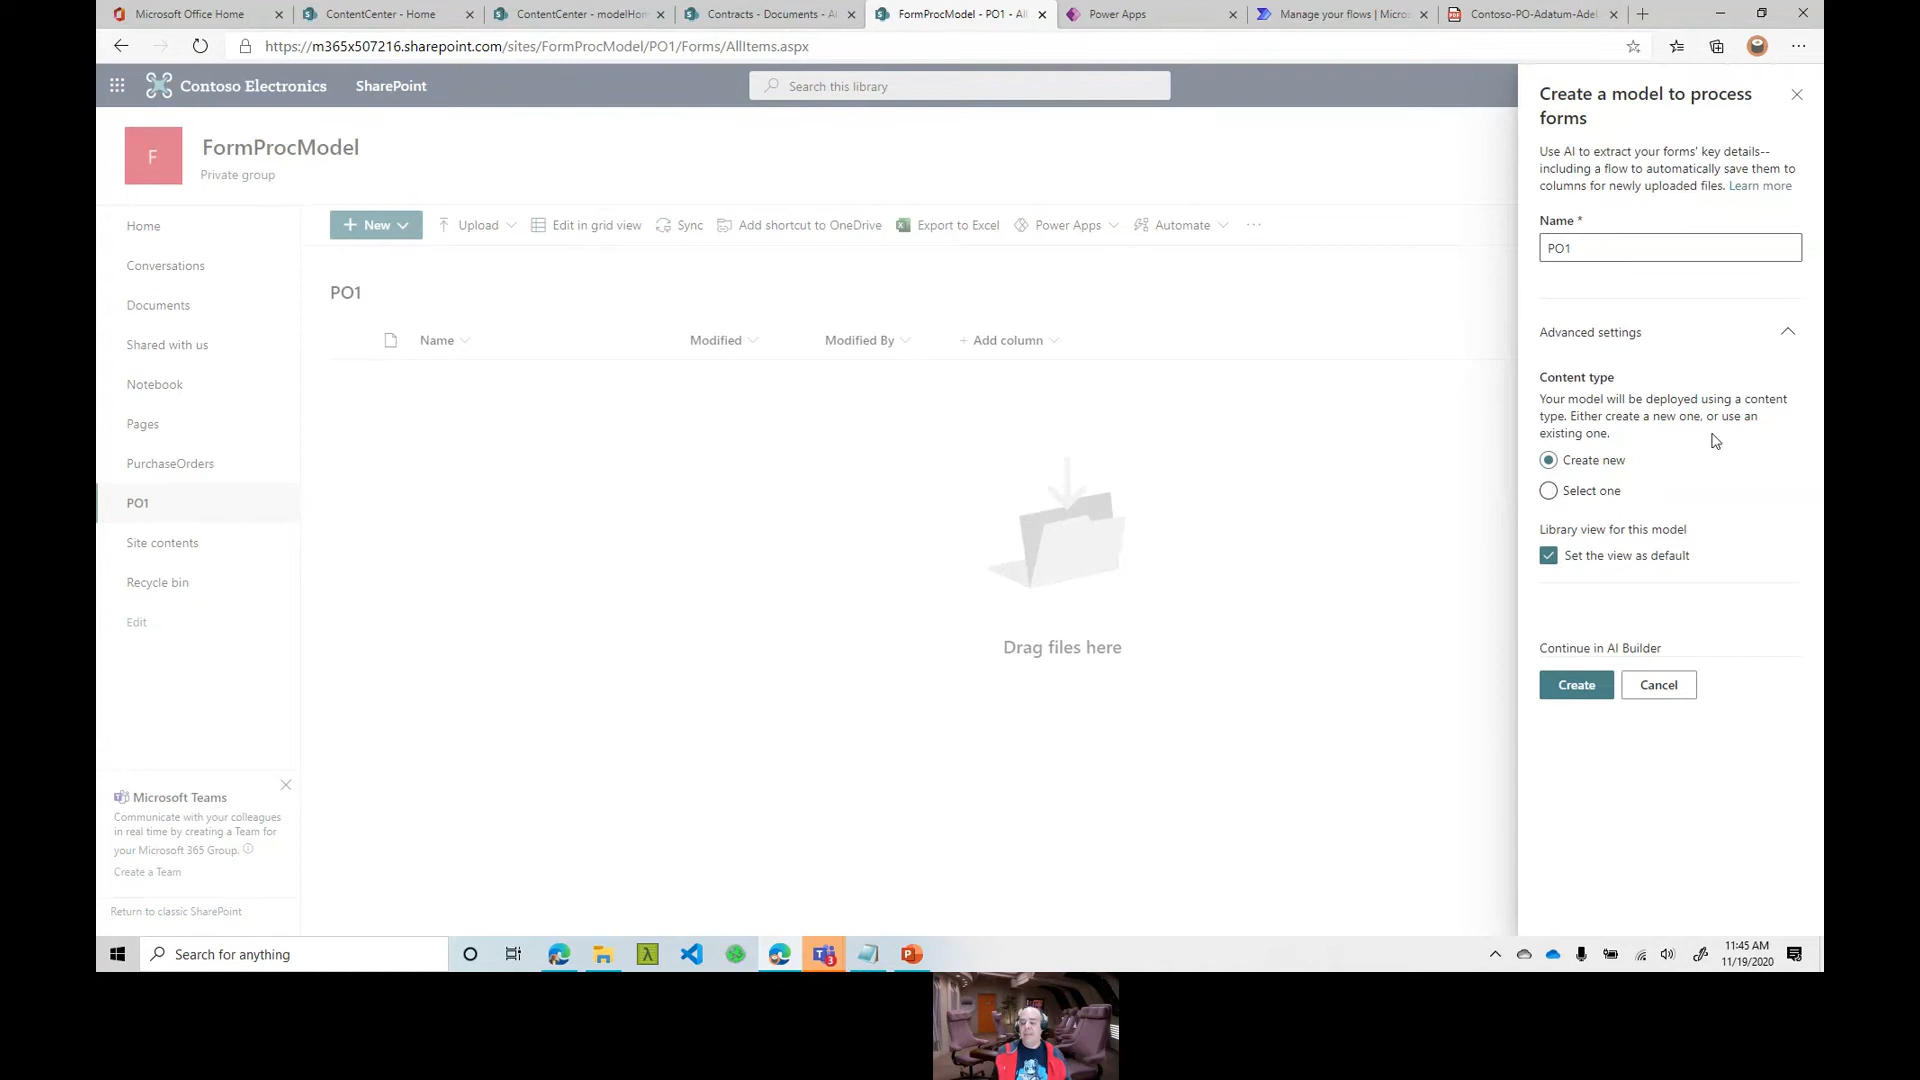 Microsoft Office Home
ContentCenter - Home
ContentCenter - modelHom
Contracts - Documents - Al
FormProcModel - PO1 - All
Power Apps
Manage your flows | Micros
Contoso-PO-Adatum-Adel
https://m365x507216.sharepoint.com/sites/FormProcModel/PO1/Forms/AllItems.aspx
Contoso Electronics
SharePoint
Search this library
F
FormProcModel
Private group
Home
Conversations
Documents
Shared with us
Notebook
Pages
PurchaseOrders
PO1
Site contents
Recycle bin
Edit
Microsoft Teams
Communicate with your colleagues
in real time by creating a Team for
your Microsoft 365 Group.
Create a Team
Return to classic SharePoint
+ New
Upload
Edit in grid view
Sync
Add shortcut to OneDrive
Export to Excel
Power Apps
Automate
...
PO1
Name
Modified
Modified By
+ Add column
Drag files here
Create a model to process
forms
Use AI to extract your forms' key details--
including a flow to automatically save them to
columns for newly uploaded files. Learn more
Name *
PO1
Advanced settings
Content type
Your model will be deployed using a content
type. Either create a new one, or use an
existing one.
Create new
Select one
Library view for this model
Set the view as default
Continue in AI Builder
Create
Cancel
Search for anything
3
11:45 AM
11/19/2020